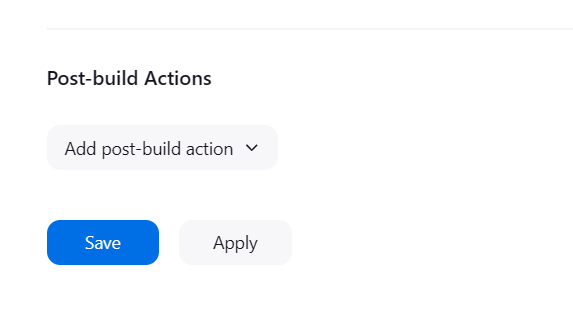 Post-build Actions
Add post-build action
Save Apply